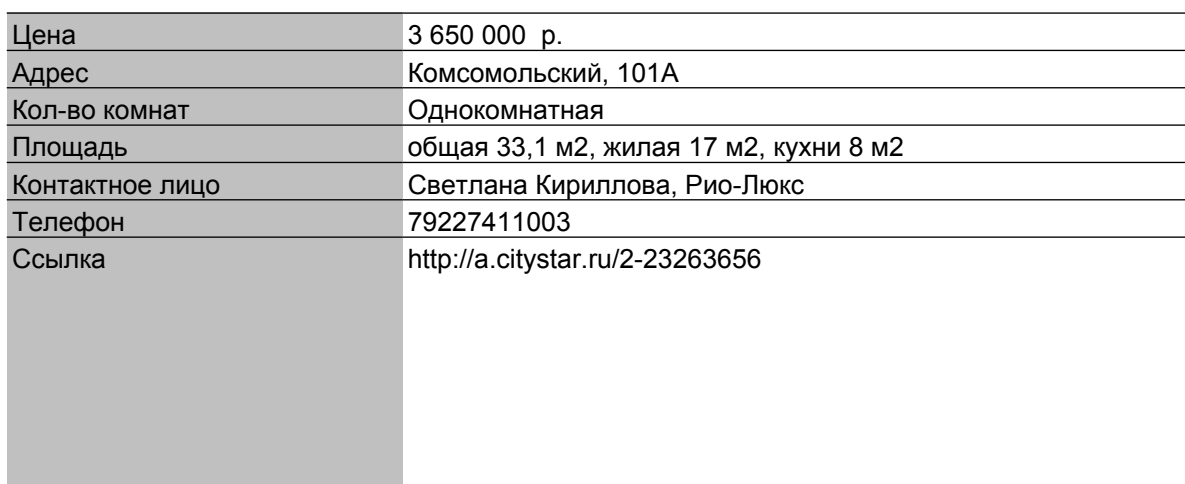 Цена 3 650 000 р.
Адрес Комсомольский, 101А
Кол-во комнат Однокомнатная
Площадь общая 33,1 м2, жилая 17 м2, кухни 8 м2
Контактное лицо Светлана Кириллова, Рио-Люкс
Телефон 79227411003
Ссылка http://a.citystar.ru/2-23263656